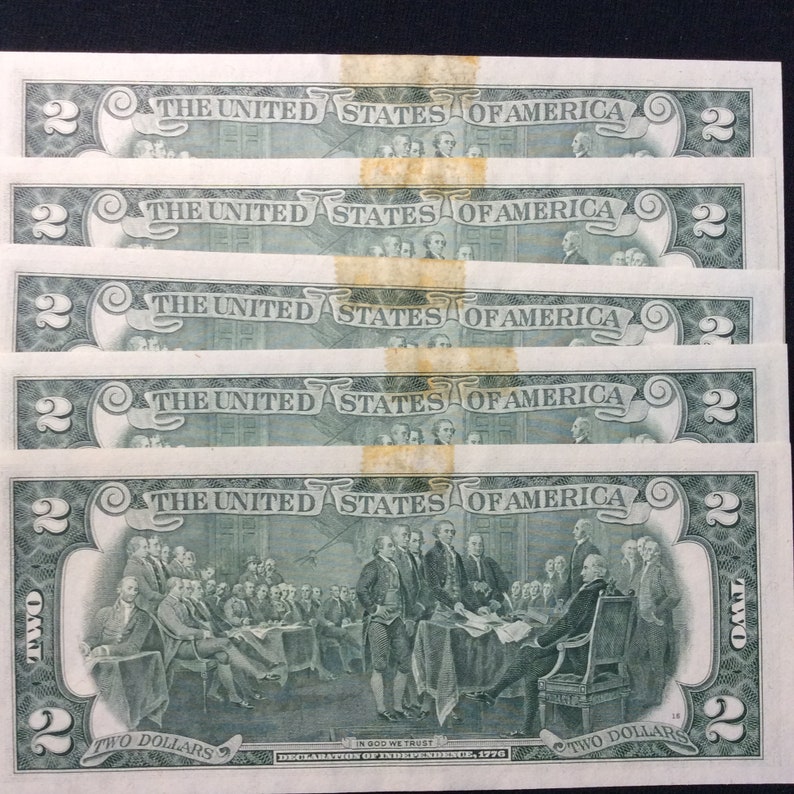 2 THE UNITED STATES OF AMERICA 2
2 THE UNITED STATES OF AMERICA 2
2 THE UNITED STATES OF AMERICA 2
2 THE UNITED STATES OF AMERICA 2
2 THE UNITED STATES OF AMERICA 2
TWO TWO
16
2 TWO DOLLARS IN GOD WE TRUST TWO DOLLARS 2
DECLARATION OF INDEPENDENCE, 1776